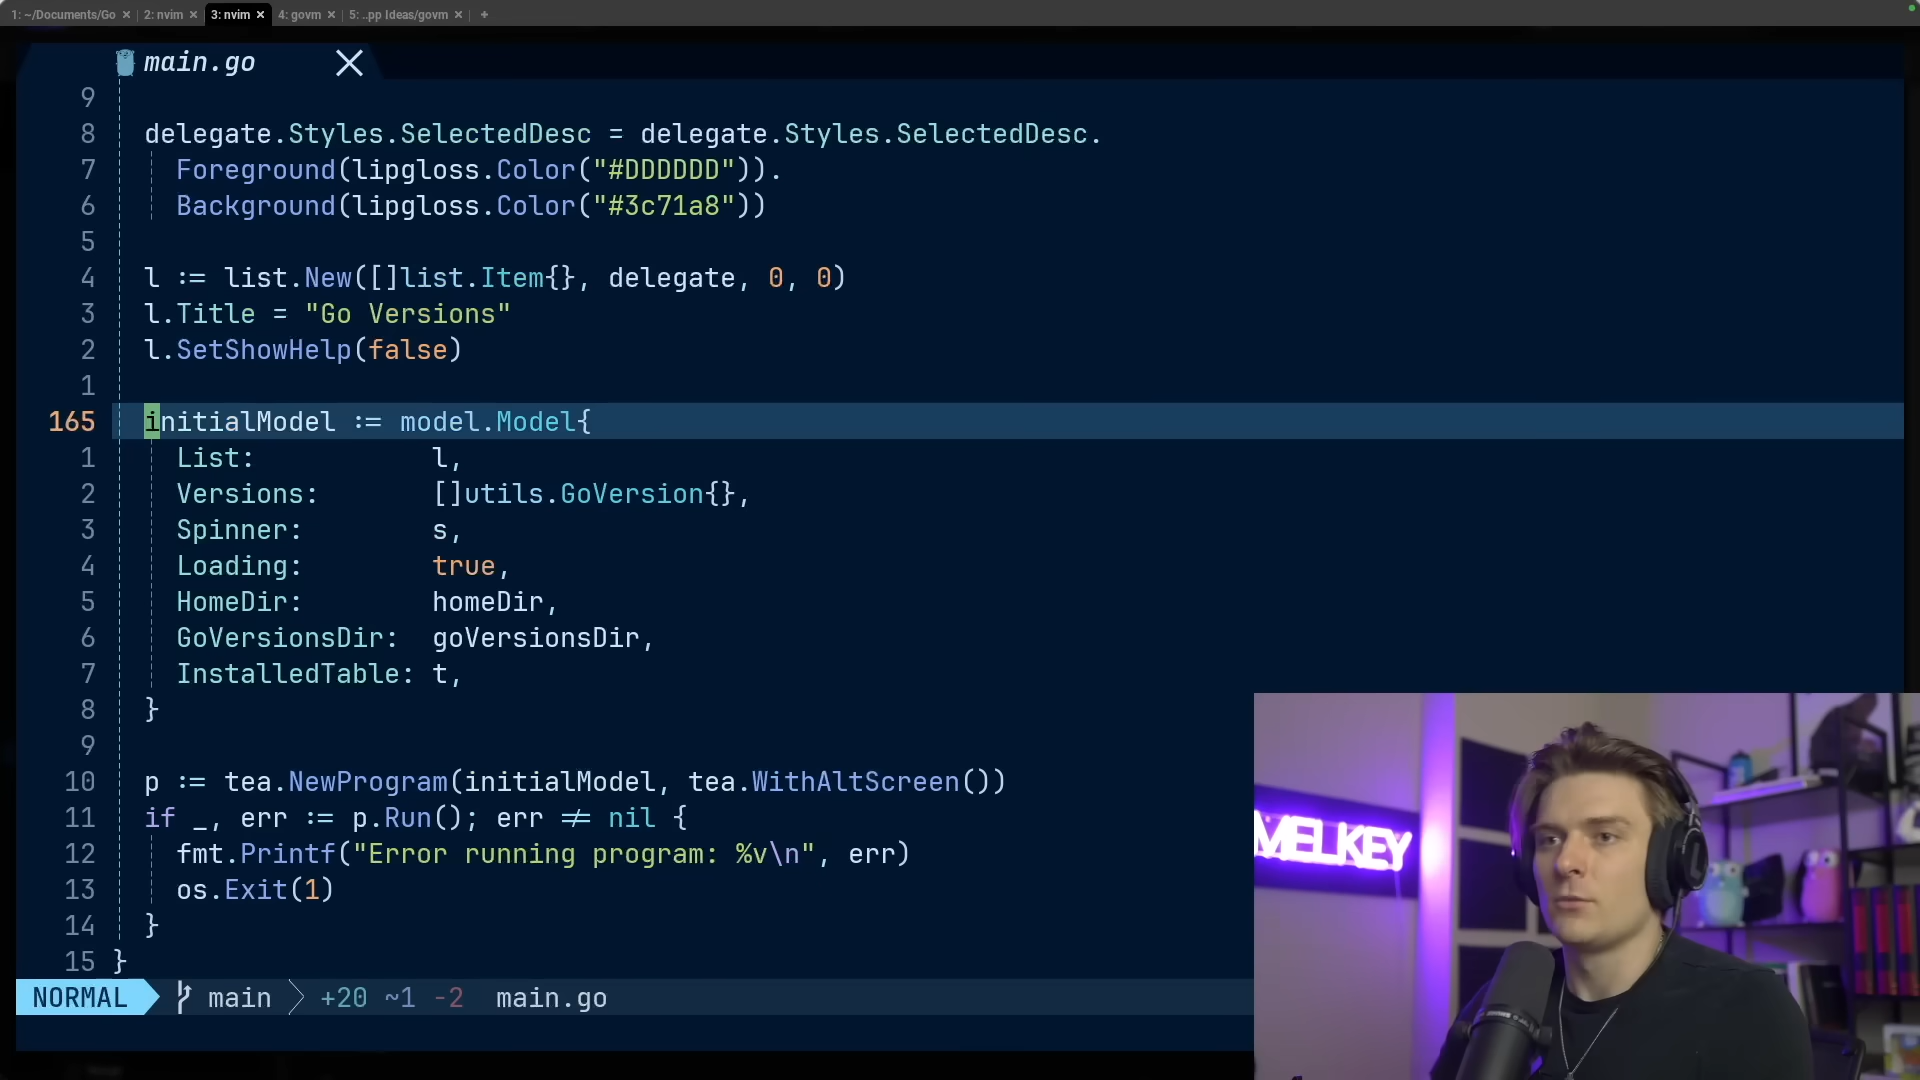 1: ~/Documents/Go × 2: nvim × 3: nvim × 4: govm × 5: ..pp Ideas/govm × +
main.go
9
8 delegate.Styles.SelectedDesc = delegate.Styles.SelectedDesc.
7 Foreground(lipgloss.Color("#DDDDDD")).
6 Background(lipgloss.Color("#3c71a8"))
5
4 l := list.New([]list.Item{}, delegate, 0, 0)
3 l.Title = "Go Versions"
2 l.SetShowHelp(false)
1
165 initialModel := model.Model{
1 List: l,
2 Versions: []utils.GoVersion{},
3 Spinner: s,
4 Loading: true,
5 HomeDir: homeDir,
6 GoVersionsDir: goVersionsDir,
7 InstalledTable: t,
8 }
9
10 p := tea.NewProgram(initialModel, tea.WithAltScreen())
11 if _, err := p.Run(); err != nil {
12 fmt.Printf("Error running program: %v\n", err)
13 os.Exit(1)
14 }
15 }
NORMAL main +20 ~1 -2 main.go
MELKEY